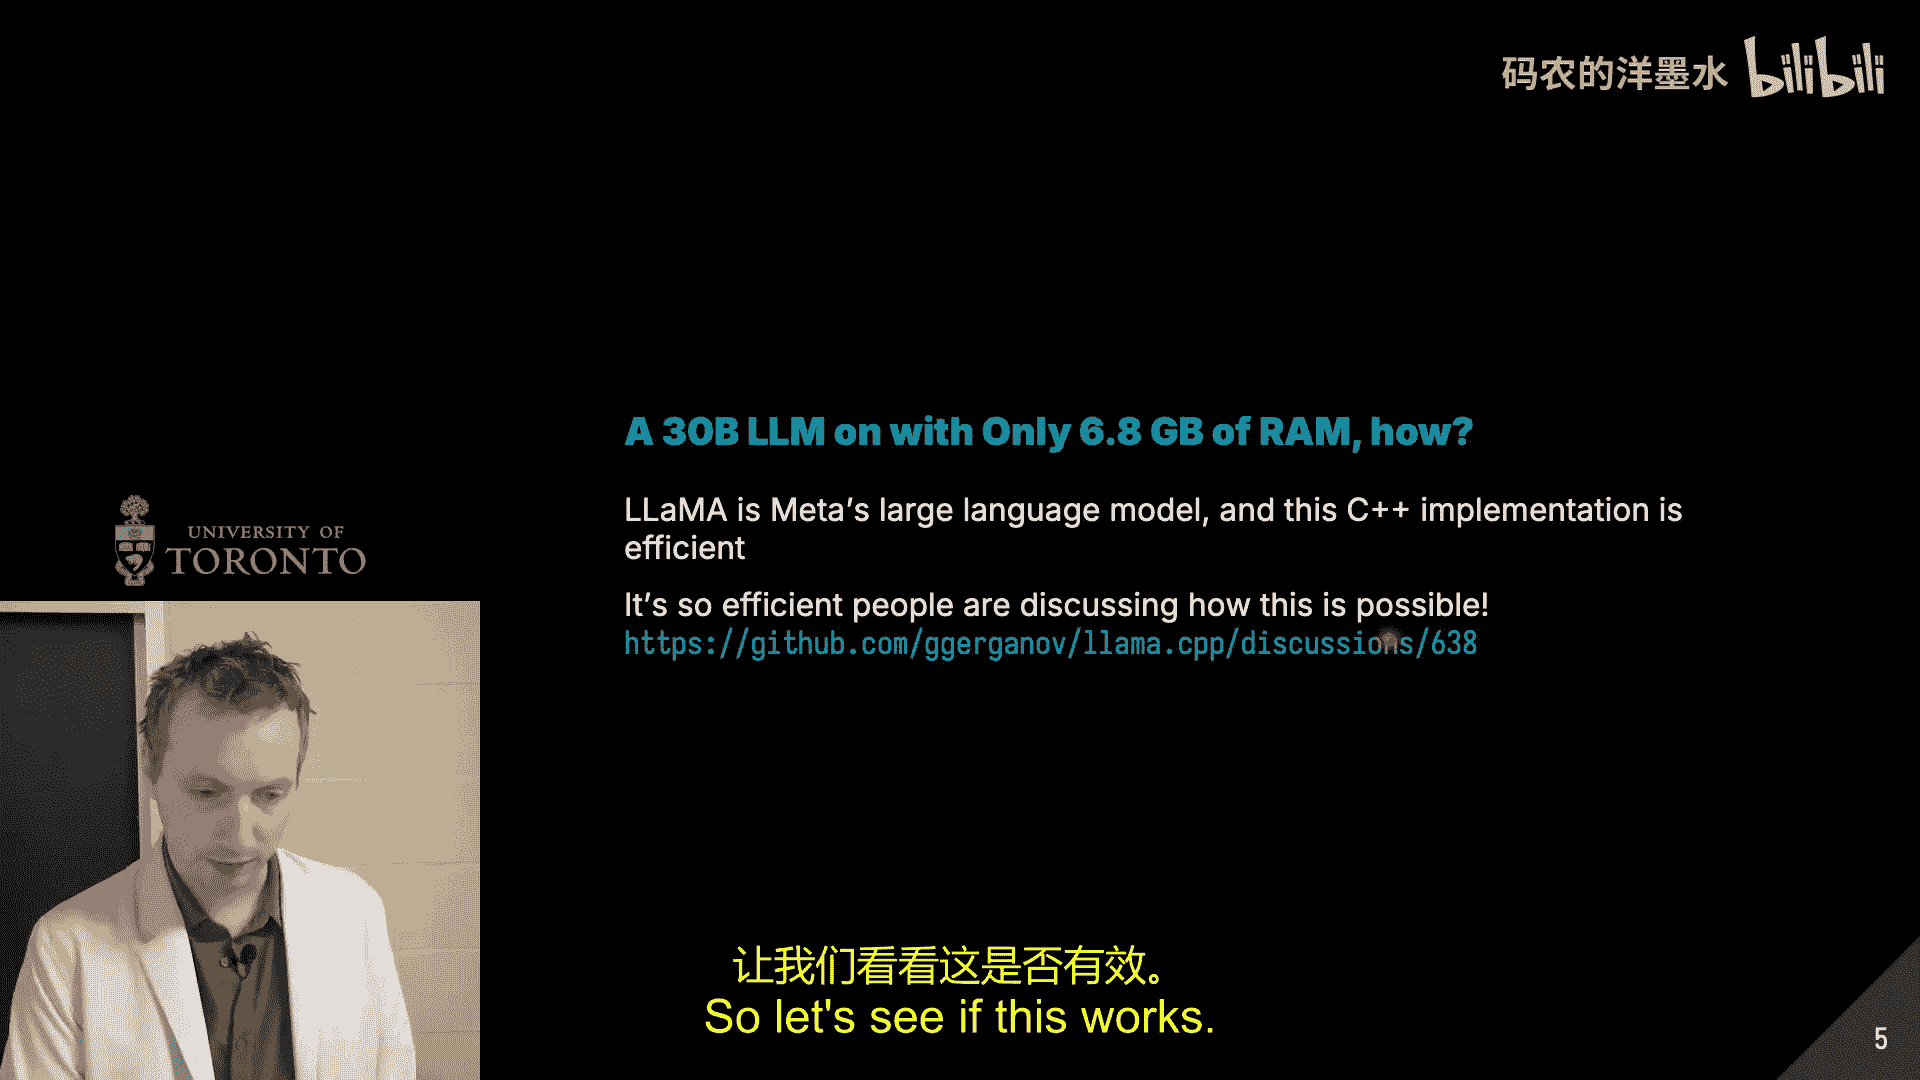 码农的洋墨水 bilibili
A 30B LLM on with Only 6.8 GB of RAM, how?
LLaMA is Meta's large language model, and this C++ implementation is
efficient
It's so efficient people are discussing how this is possible!
https://github.com/ggerganov/llama.cpp/discussions/638
UNIVERSITY OF
TORONTO
让我们看看这是否有效。
So let's see if this works.
5